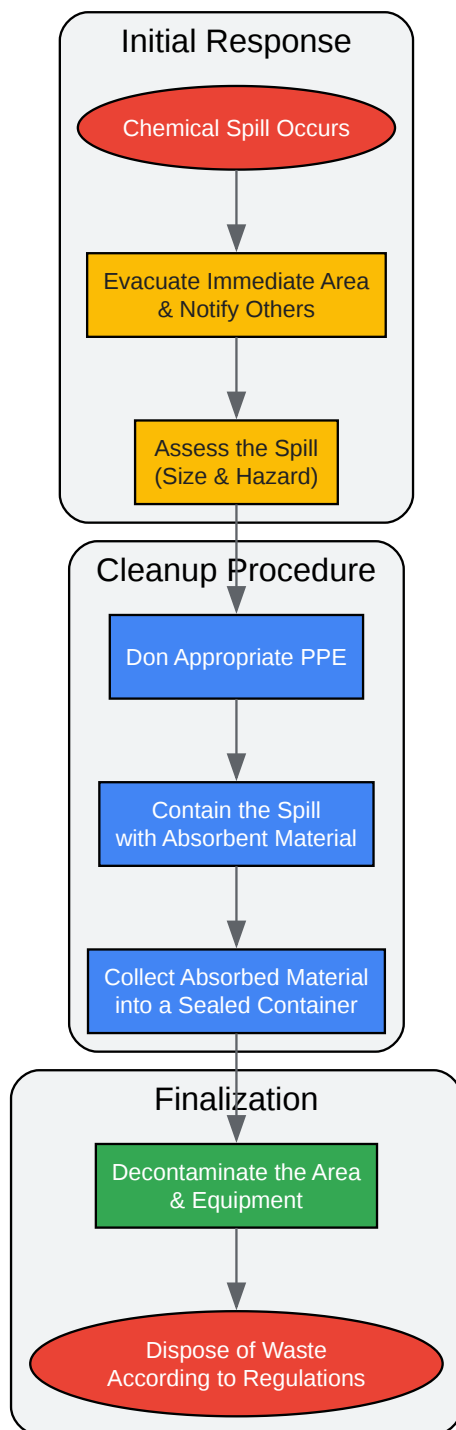 Initial Response
Chemical Spill Occurs
Evacuate Immediate Area
& Notify Others
Assess the Spill
(Size & Hazard)
Cleanup Procedure
Don Appropriate PPE
Contain the Spill
with Absorbent Material
Collect Absorbed Material
into a Sealed Container
Finalization
Decontaminate the Area
& Equipment
Dispose of Waste
According to Regulations